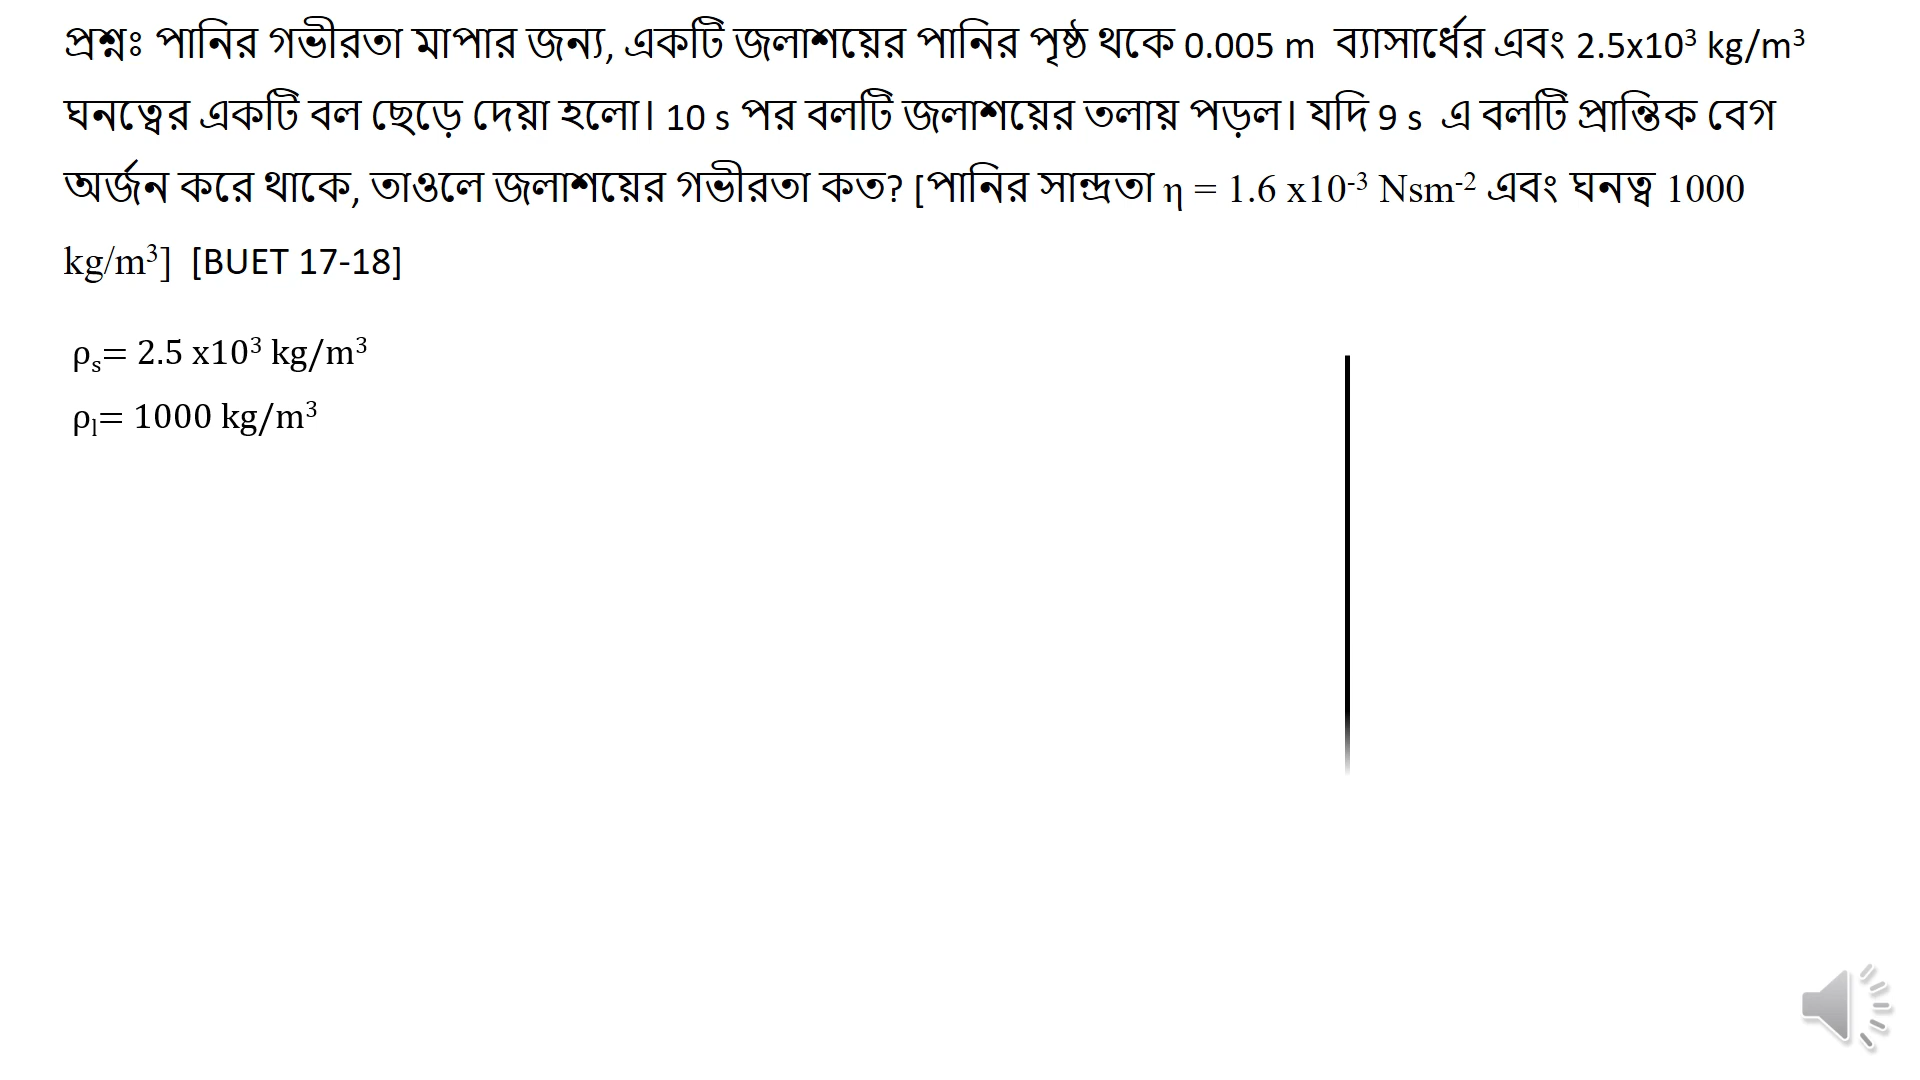 প্রশ্নঃ পানির গভীরতা মাপার জন্য, একটি জলাশয়ের পানির পৃষ্ঠ থকে 0.005 m ব্যাসার্ধের এবং 2.5x10³ kg/m³
ঘনত্বের একটি বল ছেড়ে দেয়া হলো। 10 s পর বলটি জলাশয়ের তলায় পড়ল। যদি 9 s এ বলটি প্রান্তিক বেগ
অর্জন করে থাকে, তাওলে জলাশয়ের গভীরতা কত? [পানির সান্দ্রতা η = 1.6 x10⁻³ Nsm⁻² এবং ঘনত্ব 1000
kg/m³] [BUET 17-18]
ρₛ= 2.5 x10³ kg/m³
ρₗ= 1000 kg/m³